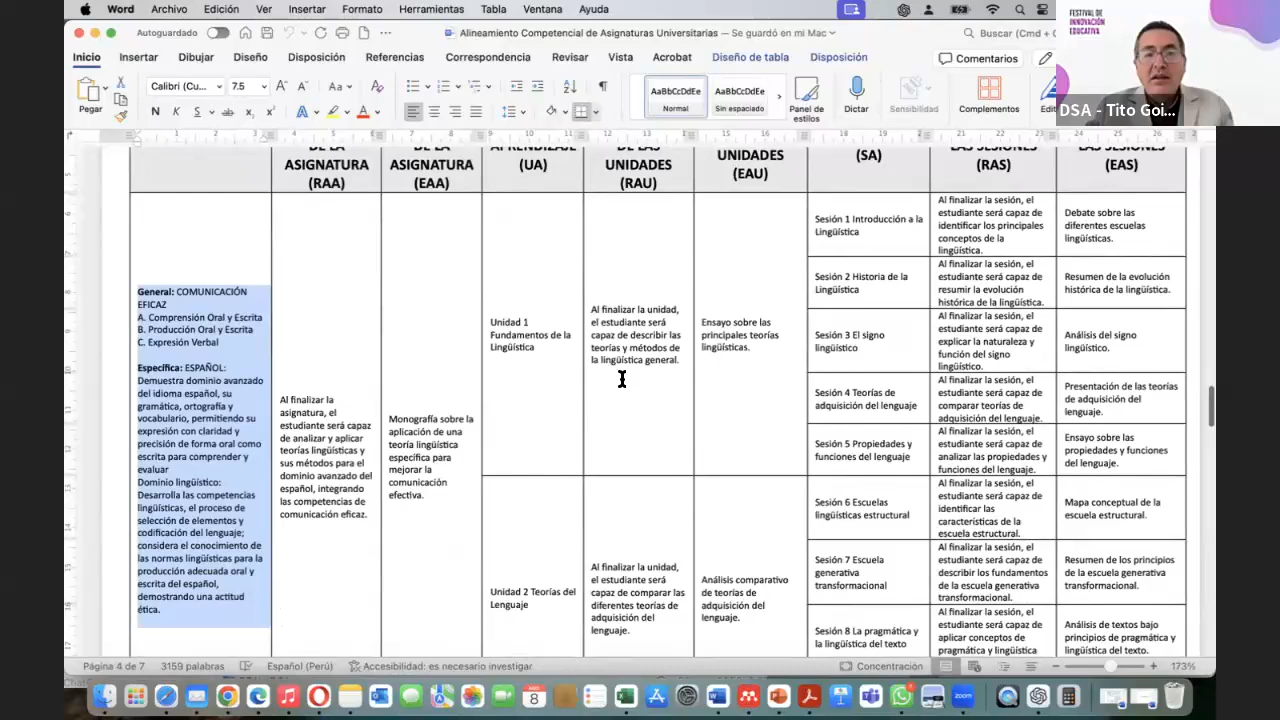 Word Archivo Edición Ver Insertar Formato Herramientas Tabla Ventana Ayuda
FESTIVAL DE
INNOVACIÓN
EDUCATIVA
Autoguardado
Alineamiento Competencial de Asignaturas Universitarias — Se guardó en mi Mac
Buscar (Cmd + C
Inicio Insertar Dibujar Diseño Disposición Referencias Correspondencia Revisar Vista Acrobat Diseño de tabla Disposición
Comentarios
Pegar
Calibri (Cu... 7.5
AaBbCcDdEe
Normal
AaBbCcDdEe
Sin espaciado
Panel de
estilos
Dictar
Sensibilidad
Complementos
DSA - Tito Goi...
DE LA
ASIGNATURA
(RAA)
DE LA
ASIGNATURA
(EAA)
APRENDIZAJE
(UA)
DE LAS
UNIDADES
(RAU)
UNIDADES
(EAU)
(SA)
LAS SESIONES
(RAS)
LAS SESIONES
(EAS)
General: COMUNICACIÓN
EFICAZ
A. Comprensión Oral y Escrita
B. Producción Oral y Escrita
C. Expresión Verbal
Específica: ESPAÑOL:
Demuestra dominio avanzado
del idioma español, su
gramática, ortografía y
vocabulario, permitiendo su
expresión con claridad y
precisión de forma oral como
escrita para comprender y
evaluar
Dominio lingüístico:
Desarrolla las competencias
lingüísticas, el proceso de
selección de elementos y
codificación del lenguaje;
considera el conocimiento de
las normas lingüísticas para la
producción adecuada oral y
escrita del español,
demostrando una actitud
ética.
Al finalizar la
asignatura, el
estudiante será capaz
de analizar y aplicar
teorías lingüísticas y
sus métodos para el
dominio avanzado del
español, integrando
las competencias de
comunicación eficaz.
Monografía sobre la
aplicación de una
teoría lingüística
específica para
mejorar la
comunicación
efectiva.
Unidad 1
Fundamentos de la
Lingüística
Al finalizar la unidad,
el estudiante será
capaz de describir las
teorías y métodos de
la lingüística general.
Ensayo sobre las
principales teorías
lingüísticas.
Sesión 1 Introducción a la
Lingüística
Al finalizar la sesión, el
estudiante será capaz de
identificar los principales
conceptos de la
lingüística.
Debate sobre las
diferentes escuelas
lingüísticas.
Sesión 2 Historia de la
Lingüística
Al finalizar la sesión, el
estudiante será capaz de
resumir la evolución
histórica de la lingüística.
Resumen de la evolución
histórica de la lingüística.
Sesión 3 El signo
lingüístico
Al finalizar la sesión, el
estudiante será capaz de
explicar la naturaleza y
función del signo
lingüístico.
Análisis del signo
lingüístico.
Sesión 4 Teorías de
adquisición del lenguaje
Al finalizar la sesión, el
estudiante será capaz de
comparar teorías de
adquisición del lenguaje.
Presentación de las teorías
de adquisición del
lenguaje.
Sesión 5 Propiedades y
funciones del lenguaje
Al finalizar la sesión, el
estudiante será capaz de
analizar las propiedades y
funciones del lenguaje.
Ensayo sobre las
propiedades y funciones
del lenguaje.
Unidad 2 Teorías del
Lenguaje
Al finalizar la unidad,
el estudiante será
capaz de comparar las
diferentes teorías de
adquisición del
lenguaje.
Análisis comparativo
de teorías de
adquisición del
lenguaje.
Sesión 6 Escuelas
lingüísticas estructural
Al finalizar la sesión, el
estudiante será capaz de
identificar las
características de la
escuela estructural.
Mapa conceptual de la
escuela estructural.
Sesión 7 Escuela
generativa
transformacional
Al finalizar la sesión, el
estudiante será capaz de
describir los fundamentos
de la escuela generativa
transformacional.
Resumen de los principios
de la escuela generativa
transformacional.
Sesión 8 La pragmática y
la lingüística del texto
Al finalizar la sesión, el
estudiante será capaz de
aplicar conceptos de
pragmática y lingüística
Análisis de textos bajo
principios de pragmática y
lingüística del texto.
Página 4 de 7 3159 palabras Español (Perú) Accesibilidad: es necesario investigar Concentración 173%